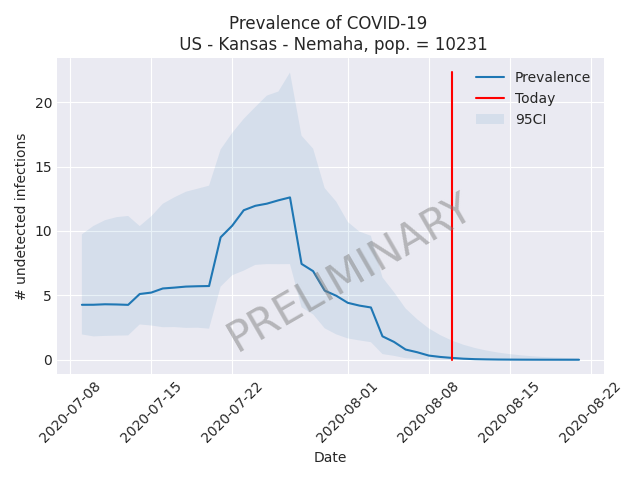 Prevalence of COVID-19
US - Kansas - Nemaha, pop. = 10231
Prevalence
Today
95CI
# undetected infections
20
15
10
5
0
PRELIMINARY
2020-07-08
2020-07-15
2020-07-22
2020-08-01
2020-08-08
2020-08-15
2020-08-22
Date